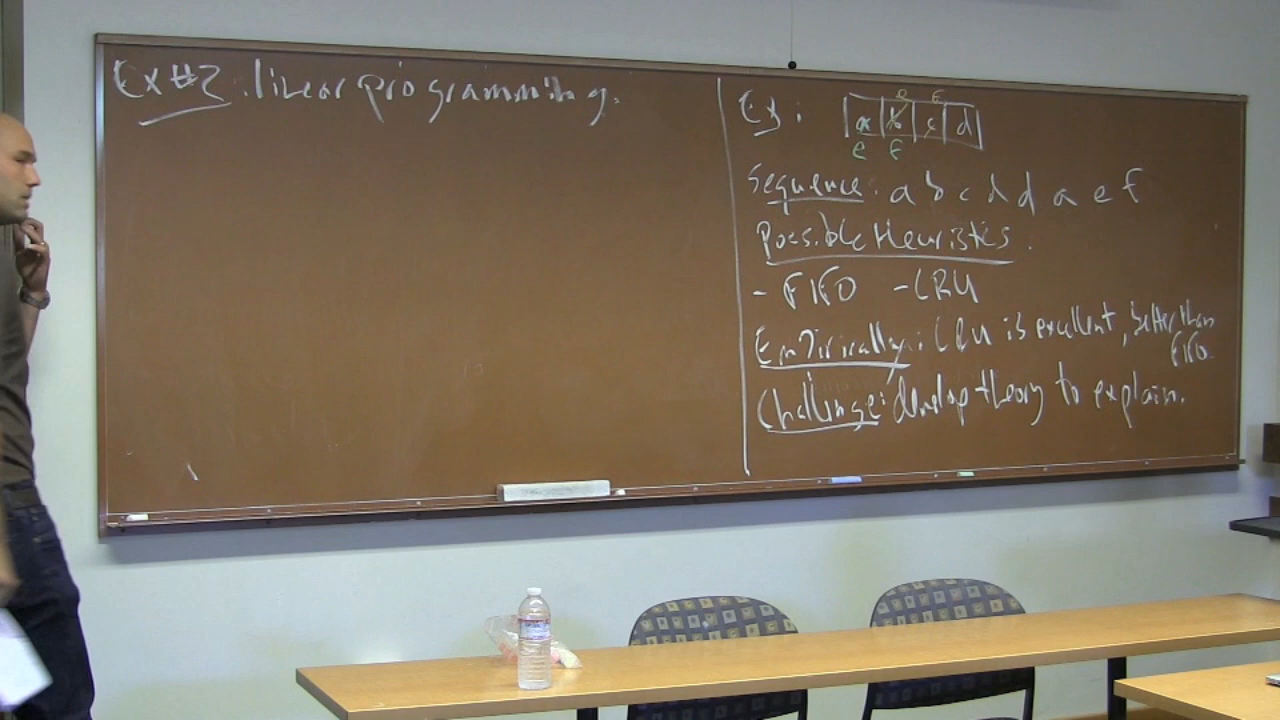 Ex #2: linear programming.
Ex:
e f
a b c d
e f
Sequence: a b c d d a e f
Possible Heuristics:
- FIFO - LRU
Empirically: LRU is excellent, better than
FIFO.
Challenge: develop theory to explain.